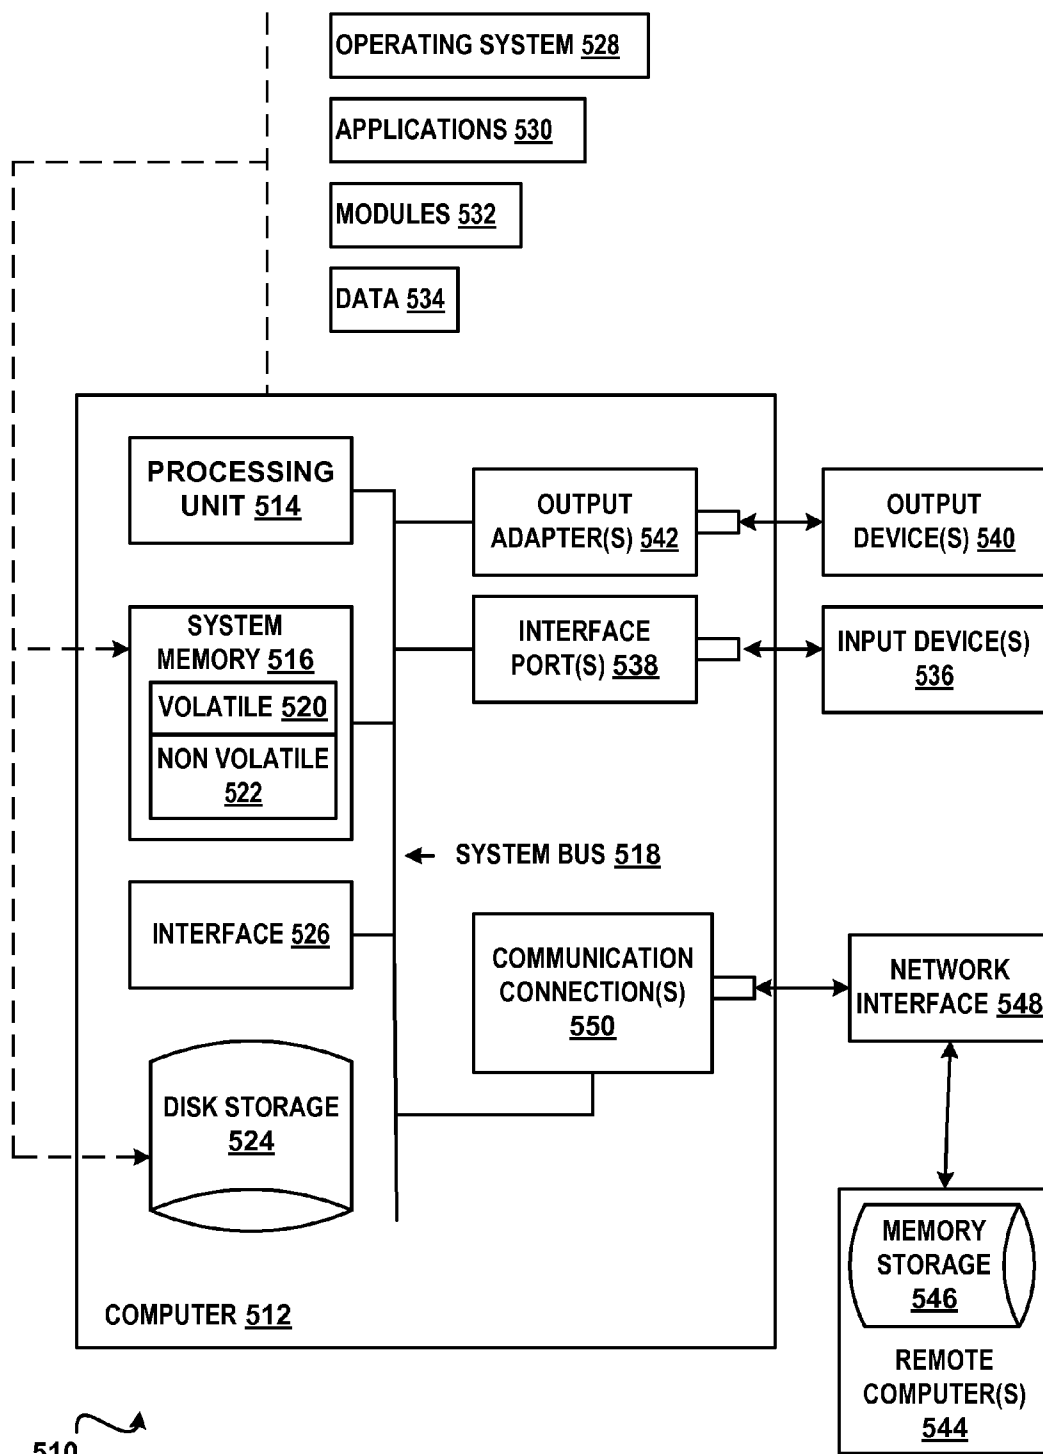 OPERATING SYSTEM 528
APPLICATIONS 530
MODULES 532
DATA 534
PROCESSING
UNIT 514
OUTPUT
ADAPTER(S) 542
OUTPUT
DEVICE(S) 540
SYSTEM
MEMORY 516
VOLATILE 520
NON VOLATILE
522
INTERFACE
PORT(S) 538
INPUT DEVICE(S)
536
SYSTEM BUS 518
INTERFACE 526
COMMUNICATION
CONNECTION(S)
550
NETWORK
INTERFACE 548
DISK STORAGE
524
MEMORY
STORAGE
546
REMOTE
COMPUTER(S)
544
COMPUTER 512
510